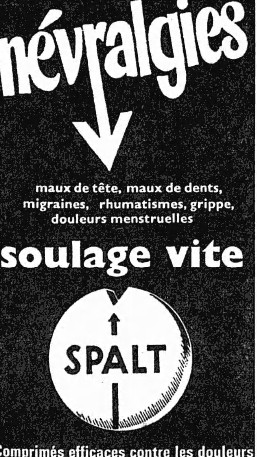 névralgies
maux de tête, maux de dents,
migraines, rhumatismes, grippe,
douleurs menstruelles
soulage vite
SPALT
Comprimés efficaces contre les douleurs